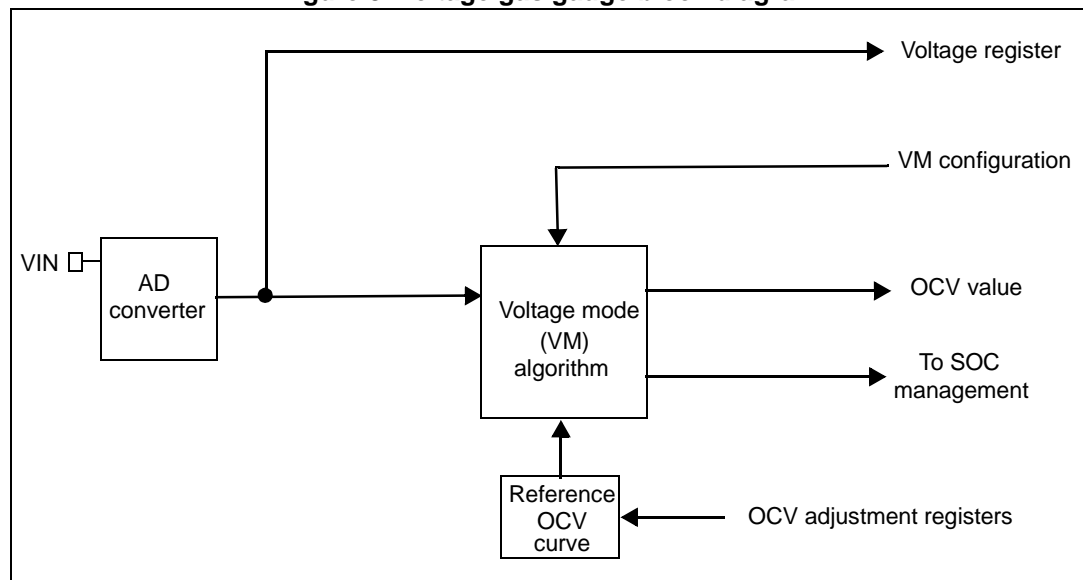 Voltage register
VM configuration
VIN
AD
converter
Voltage mode
(VM)
algorithm
OCV value
To SOC
management
Reference
OCV
curve
OCV adjustment registers